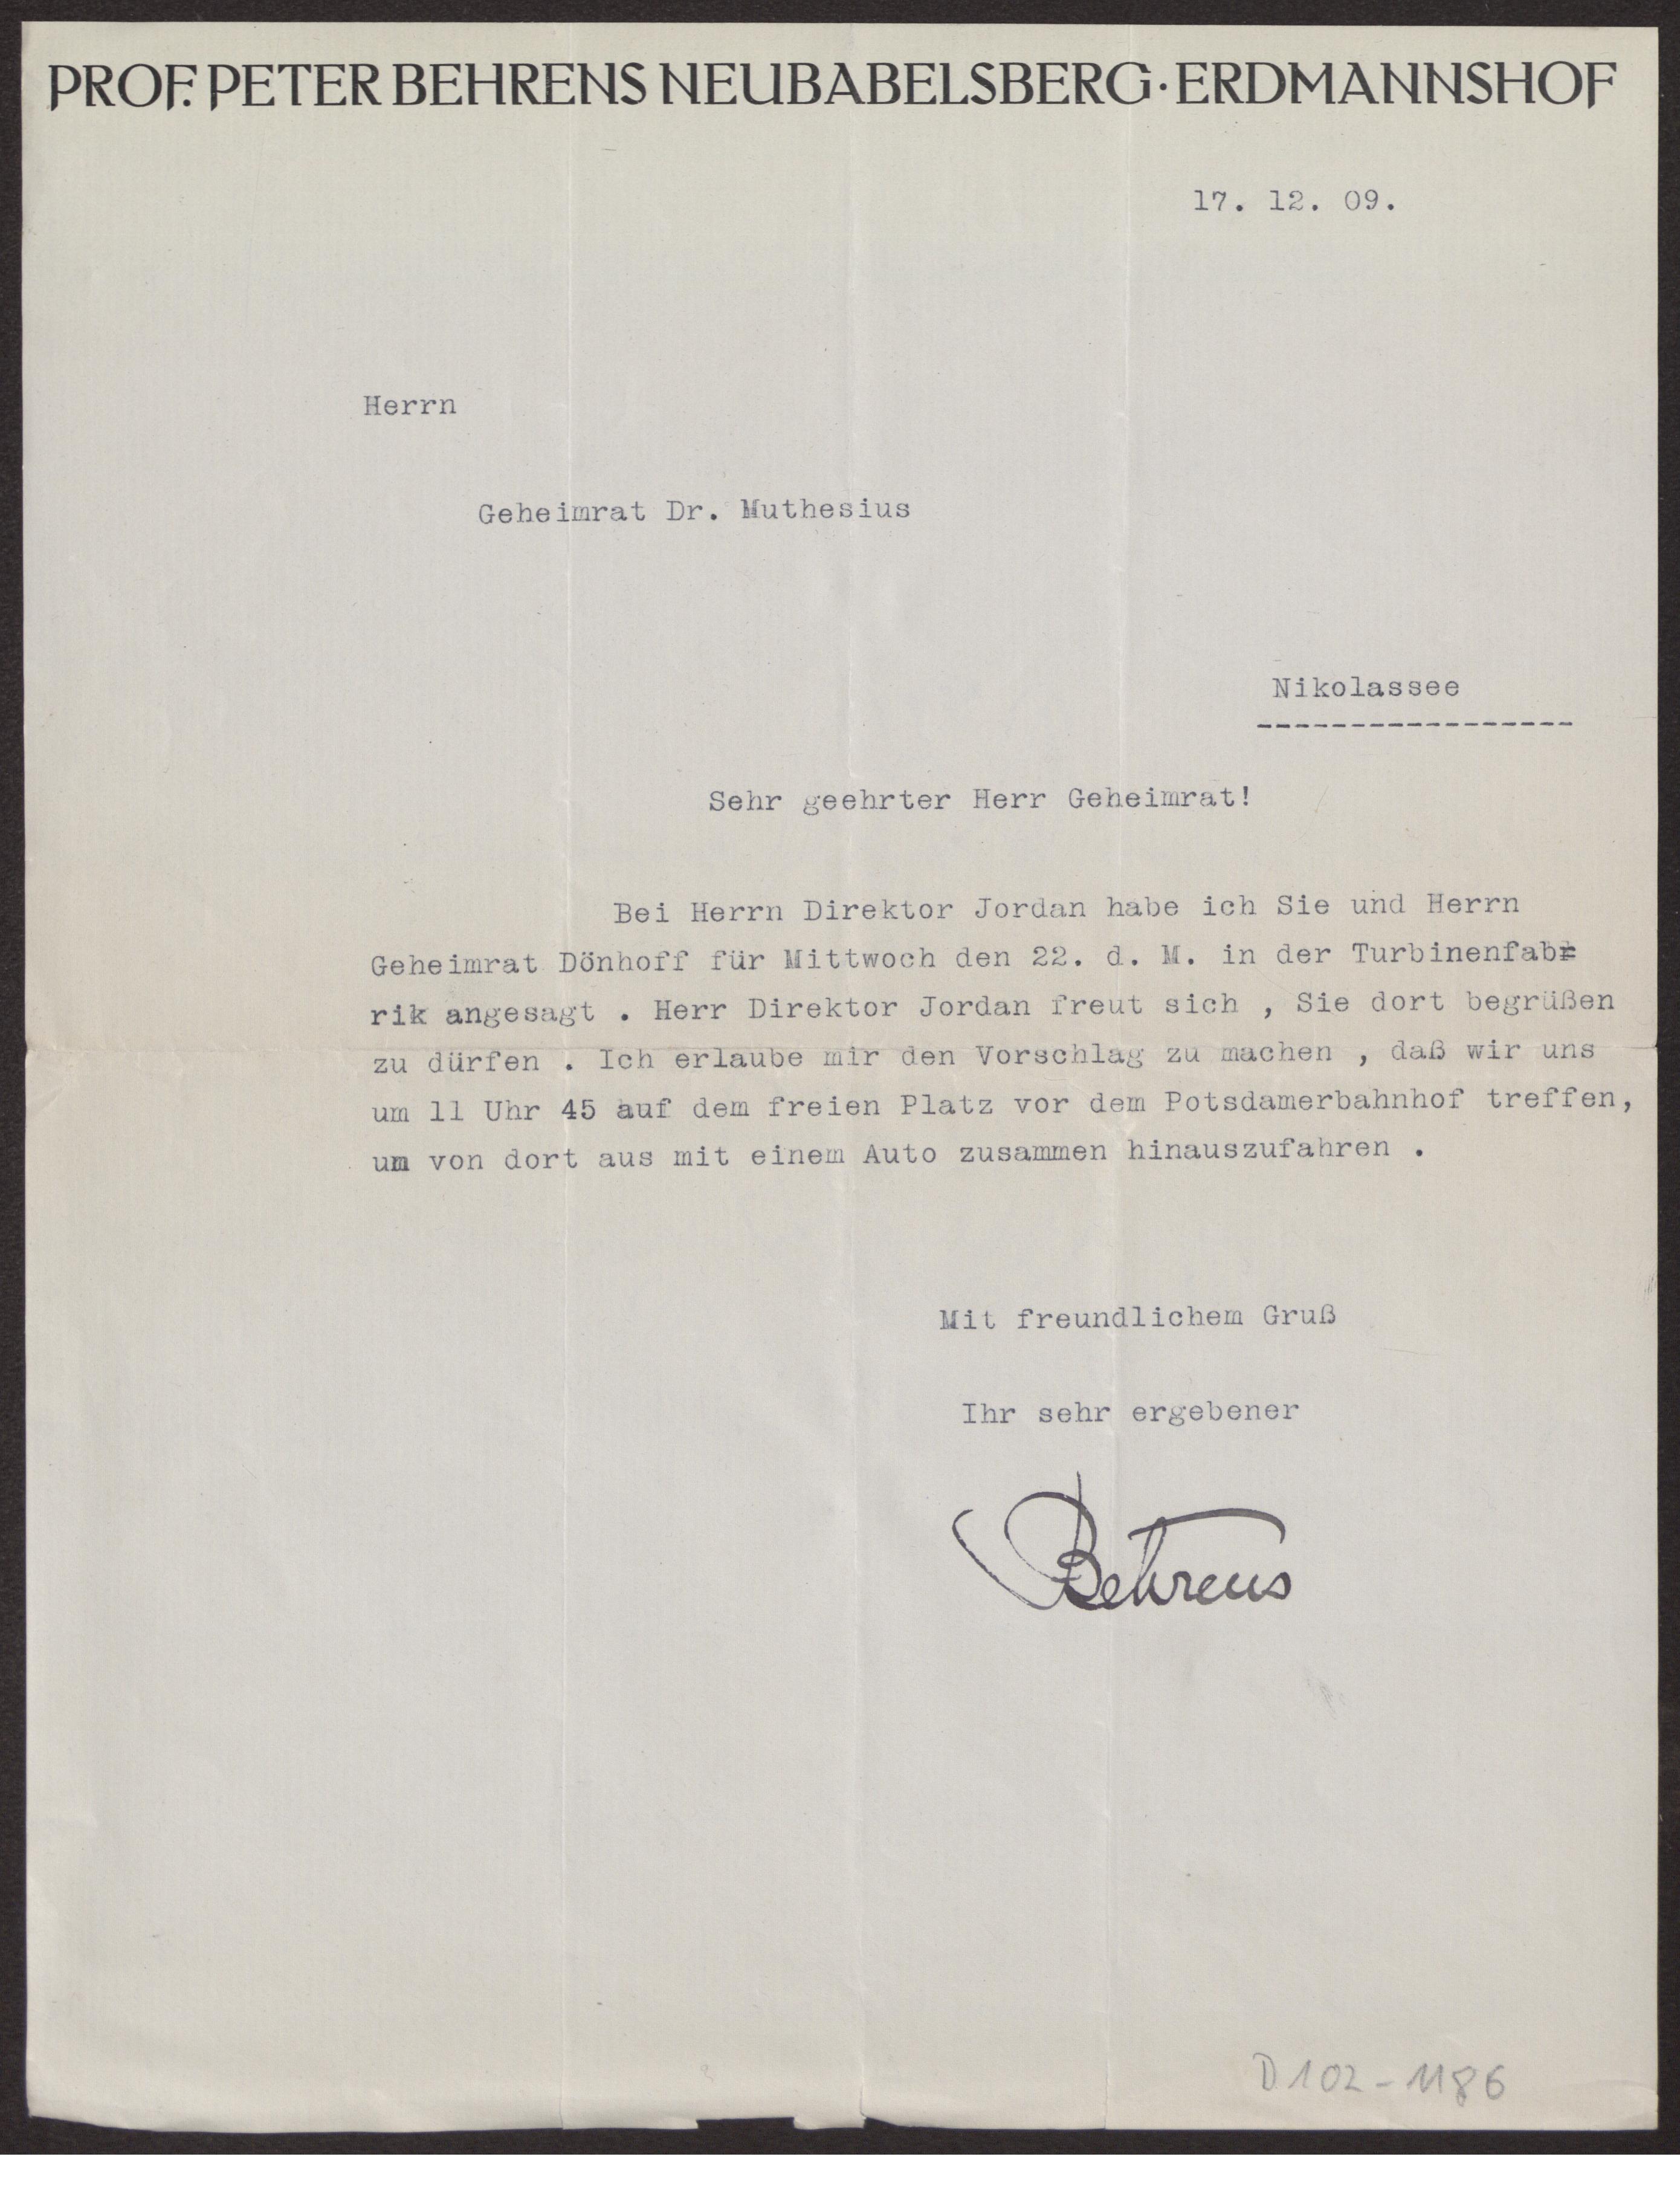 PROF. PETER BEHRENS NEUBABELSBERG·ERDMANNSHOF
17. 12. 09.
Herrn
Geheimrat Dr. Muthesius
Nikolassee
-----------------
Sehr geehrter Herr Geheimrat!
Bei Herrn Direktor Jordan habe ich Sie und Herrn
Geheimrat Dönhoff für Mittwoch den 22. d. M. in der Turbinenfab=
rik angesagt . Herr Direktor Jordan freut sich , Sie dort begrüßen
zu dürfen . Ich erlaube mir den Vorschlag zu machen , daß wir uns
um 11 Uhr 45 auf dem freien Platz vor dem Potsdamerbahnhof treffen,
um von dort aus mit einem Auto zusammen hinauszufahren .
Mit freundlichem Gruß
Ihr sehr ergebener
Behrens
D 102 - 1186